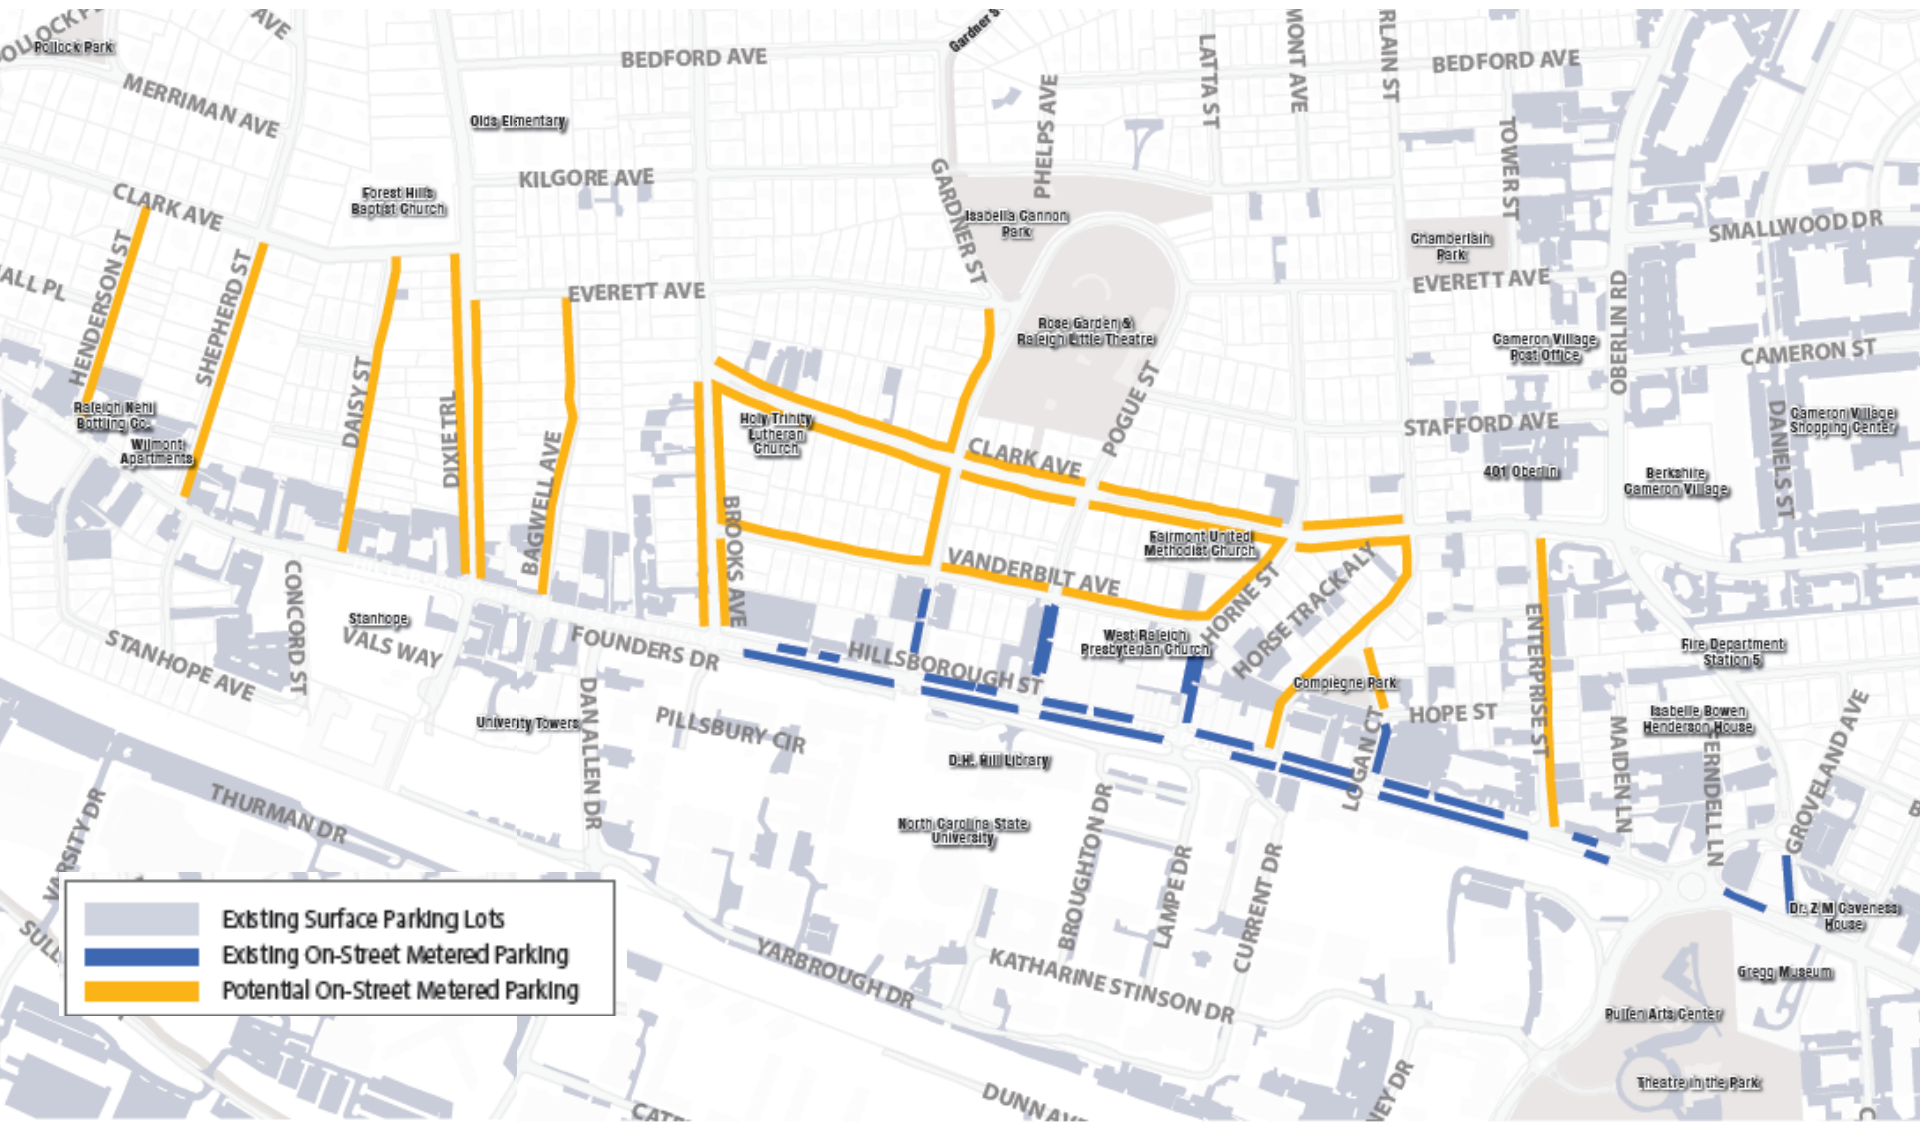 Pollock Park
AVE
MERRIMAN AVE
BEDFORD AVE
Gardner S
LATTA ST
MONT AVE
RLAIN ST
BEDFORD AVE
Olds Elmentary
PHELPS AVE
TOWER ST
KILGORE AVE
CLARK AVE
Forest Hills
Baptist Church
GARDNER ST
Isabella Cannon
Park
Chamberlain
Park
SMALLWOOD DR
HENDERSON ST
SHEPHERD ST
ALL PL
EVERETT AVE
EVERETT AVE
OBERLIN RD
Rose Garden &
Raleigh Little Theatre
Cameron Village
Post Office
CAMERON ST
DAISY ST
DIXIE TRL
POGUE ST
Raleigh Nehi
Bottling Co.
Wilmont
Apartments
Holy Trinity
Lutheran
Church
CLARK AVE
STAFFORD AVE
DANIELS ST
Cameron Village
Shopping Center
401 Oberlin
Berkshire
Cameron Village
BAGWELL AVE
BROOKS AVE
VANDERBILT AVE
Fairmont United
Methodist Church
HORNE ST
HORSE TRACK ALY
ENTERPRISE ST
CONCORD ST
Stanhope
VALS WAY
STANHOPE AVE
FOUNDERS DR
HILLSBOROUGH ST
West Raleigh
Presbyterian Church
Compiegne Park
Fire Department
Station 5
Isabelle Bowen
Henderson House
HOPE ST
LOGAN CT
MAIDEN LN
FERNDELL LN
GROVELAND AVE
Univerity Towers
DAN ALLEN DR
PILLSBURY CIR
D.H. Hill Library
North Carolina State
University
BROUGHTON DR
LAMPE DR
CURRENT DR
VARSITY DR
THURMAN DR
B
Dr. Z M Caveness
House
Gregg Museum
Pullen Arts Center
Theatre in the Park
Existing Surface Parking Lots
Existing On-Street Metered Parking
Potential On-Street Metered Parking
SULL
YARBROUGH DR
KATHARINE STINSON DR
DUNN AVE
CATE
NEY DR